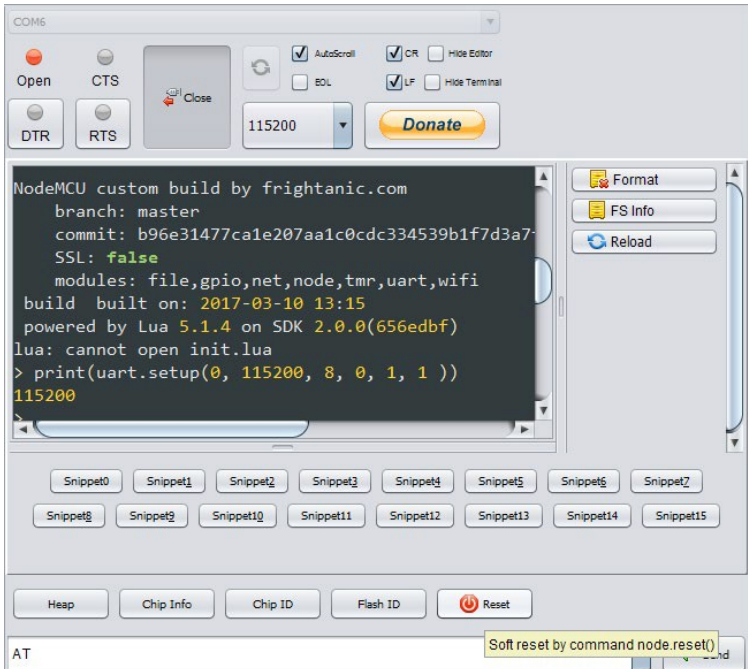 COM6
Open CTS Close AutoScroll CR Hide Editor
EOL LF Hide Terminal
DTR RTS 115200 Donate
NodeMCU custom build by frightanic.com
branch: master
commit: b96e31477ca1e207aa1c0cdc334539b1f7d3a7
SSL: false
modules: file,gpio,net,node,tmr,uart,wifi
build built on: 2017-03-10 13:15
powered by Lua 5.1.4 on SDK 2.0.0(656edbf)
lua: cannot open init.lua
> print(uart.setup(0, 115200, 8, 0, 1, 1 ))
115200
>
Format
FS Info
Reload
Snippet0 Snippet1 Snippet2 Snippet3 Snippet4 Snippet5 Snippet6 Snippet7
Snippet8 Snippet9 Snippet10 Snippet11 Snippet12 Snippet13 Snippet14 Snippet15
Heap Chip Info Chip ID Flash ID Reset
Soft reset by command node.reset()
AT